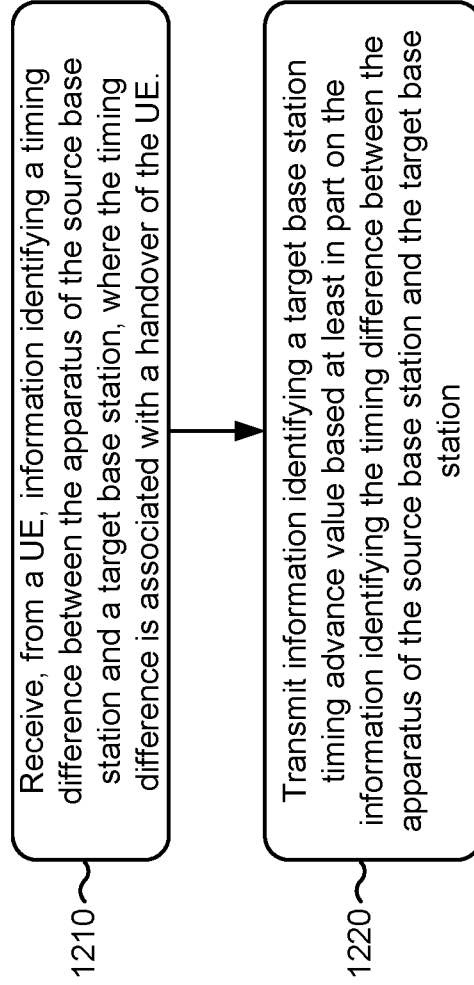 1210
Receive, from a UE, information identifying a timing
difference between the apparatus of the source base
station and a target base station, where the timing
difference is associated with a handover of the UE.
1220
Transmit information identifying a target base station
timing advance value based at least in part on the
information identifying the timing difference between the
apparatus of the source base station and the target base
station